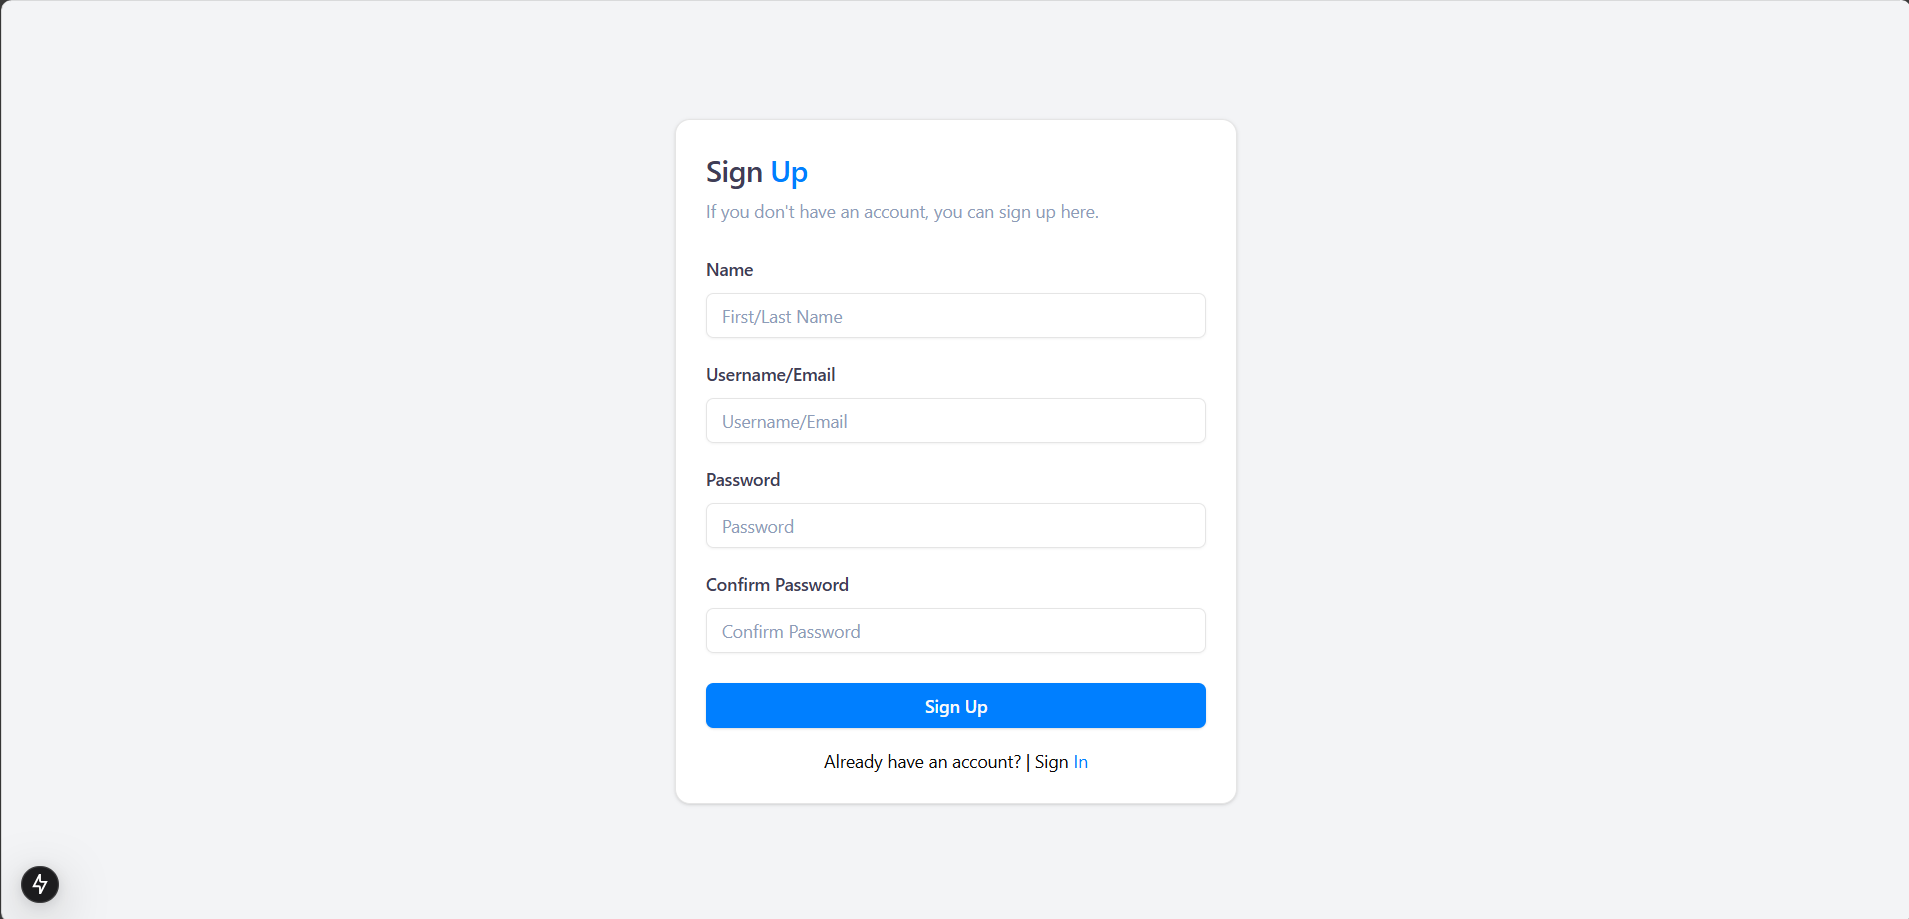 Sign Up
If you don't have an account, you can sign up here.
Name
First/Last Name
Username/Email
Username/Email
Password
Password
Confirm Password
Confirm Password
Sign Up
Already have an account? | Sign In